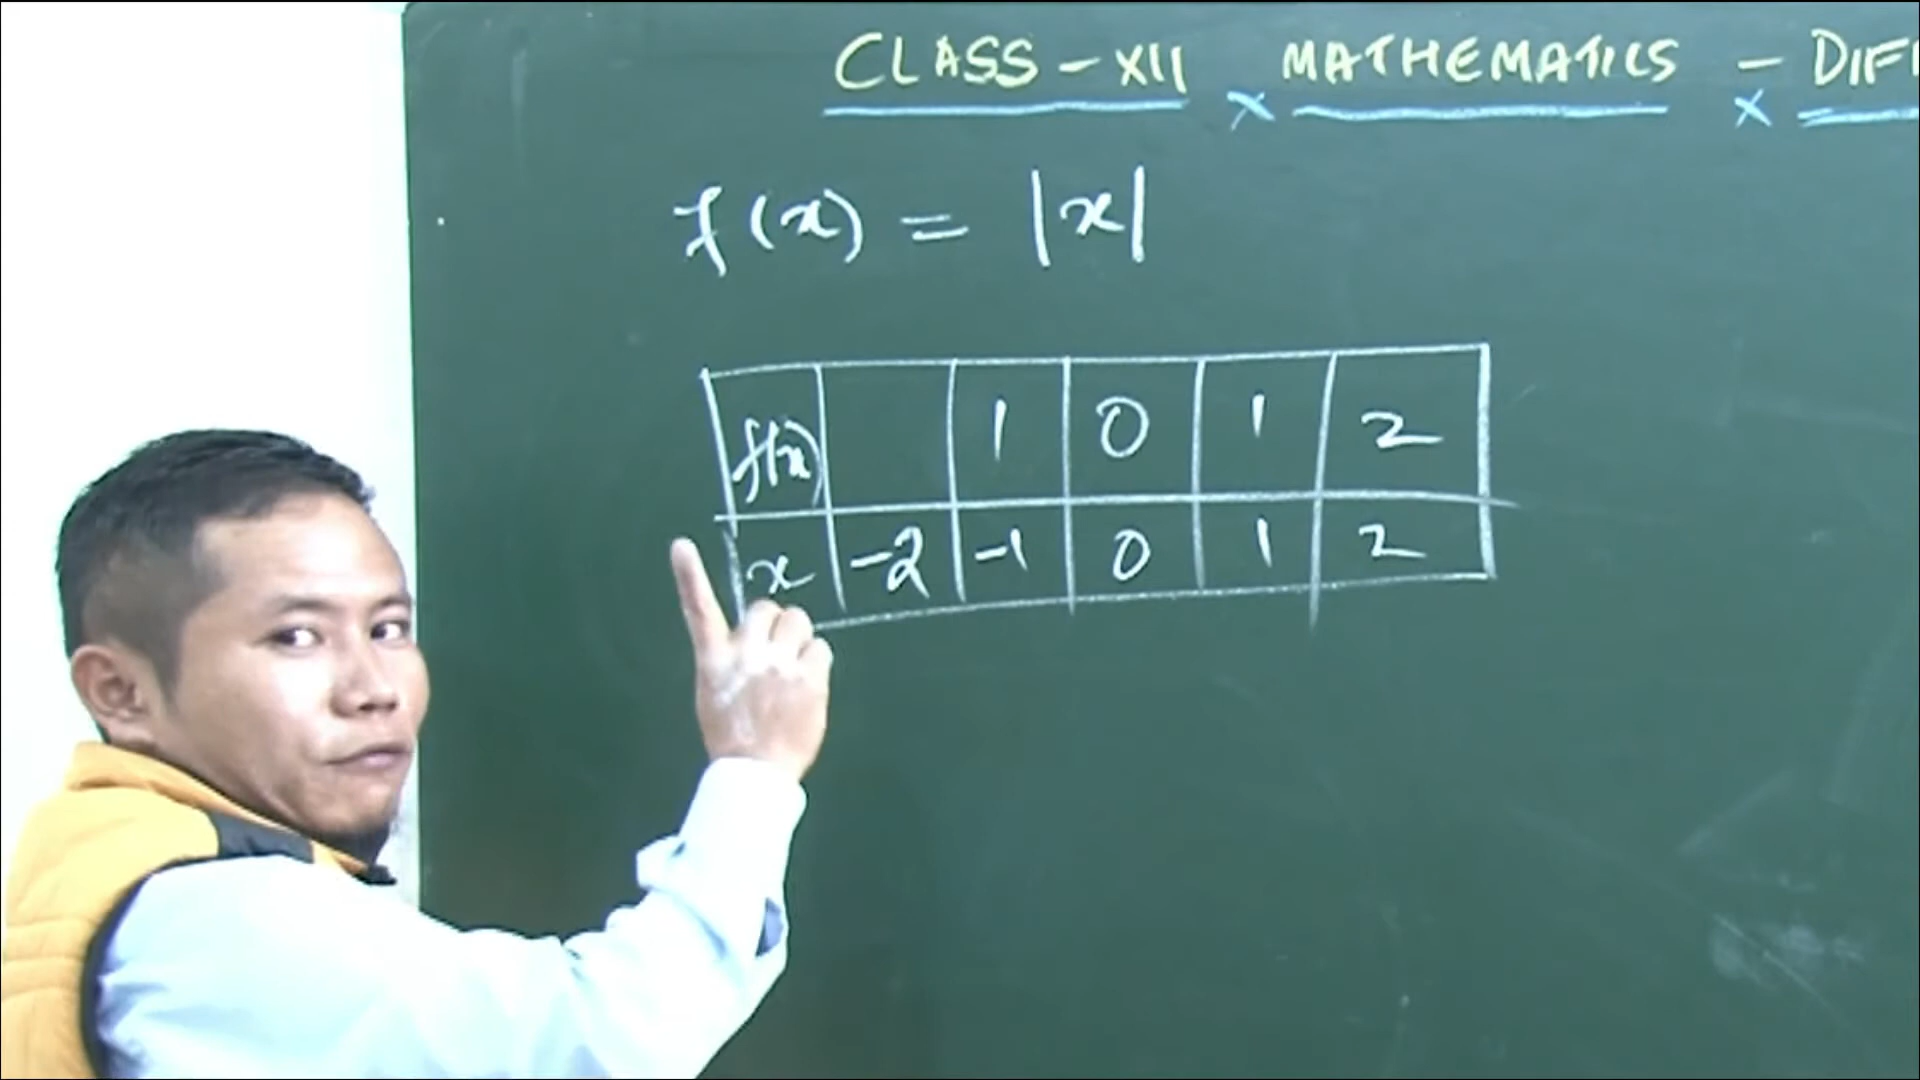 CLASS - XII MATHEMATICS - DIF
f(x) = |x|
f(x) 1 0 1 2
x -2 -1 0 1 2